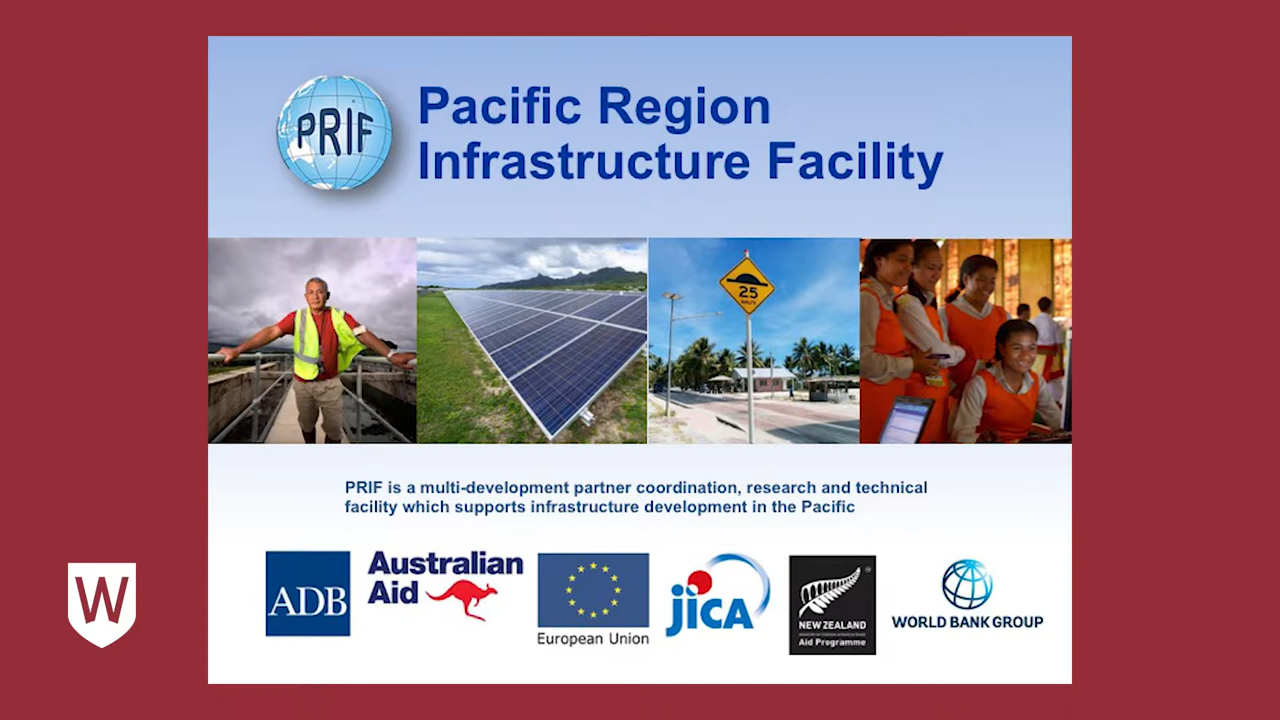 PRIF
Pacific Region
Infrastructure Facility
25
PRIF is a multi-development partner coordination, research and technical
facility which supports infrastructure development in the Pacific
ADB
Australian
Aid
European Union
jICA
NEW ZEALAND
Aid Programme
WORLD BANK GROUP
W